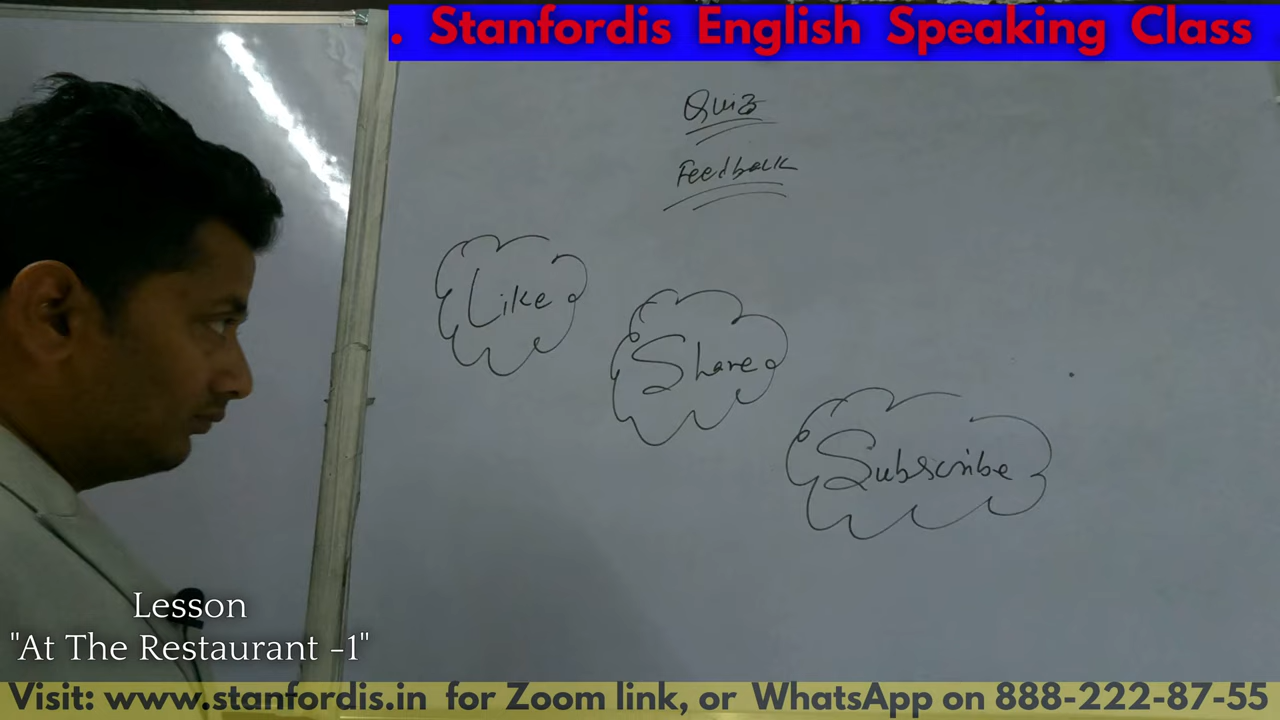 . Stanfordis English Speaking Class .
Quiz
Feedback
Like
Share
Subscribe
Lesson
"At The Restaurant -1"
Visit: www.stanfordis.in for Zoom link, or WhatsApp on 888-222-87-55